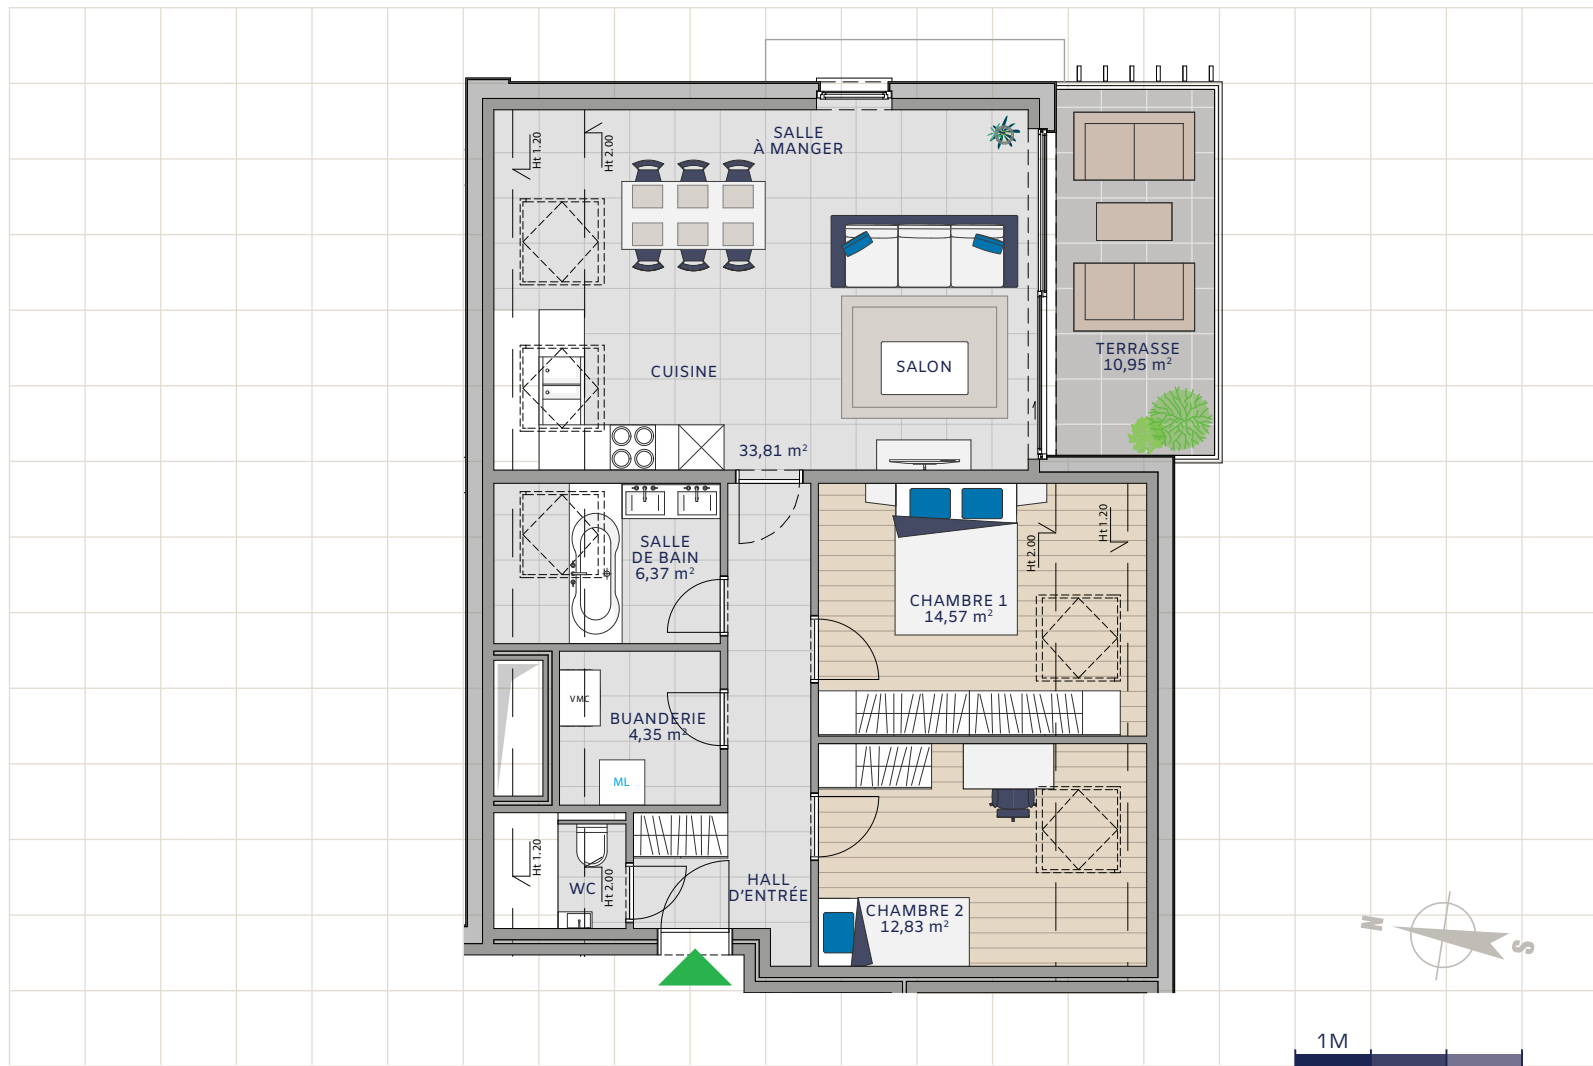 SALLE
À MANGER
Ht 1.20
Ht 2.00
TERRASSE
10,95 m²
CUISINE
SALON
33,81 m²
SALLE
DE BAIN
6,37 m²
Ht 2.00
Ht 1.20
CHAMBRE 1
14,57 m²
VMC
BUANDERIE
4,35 m²
ML
Ht 1.20
Ht 2.00
WC
HALL
D'ENTRÉE
CHAMBRE 2
12,83 m²
N
S
1M